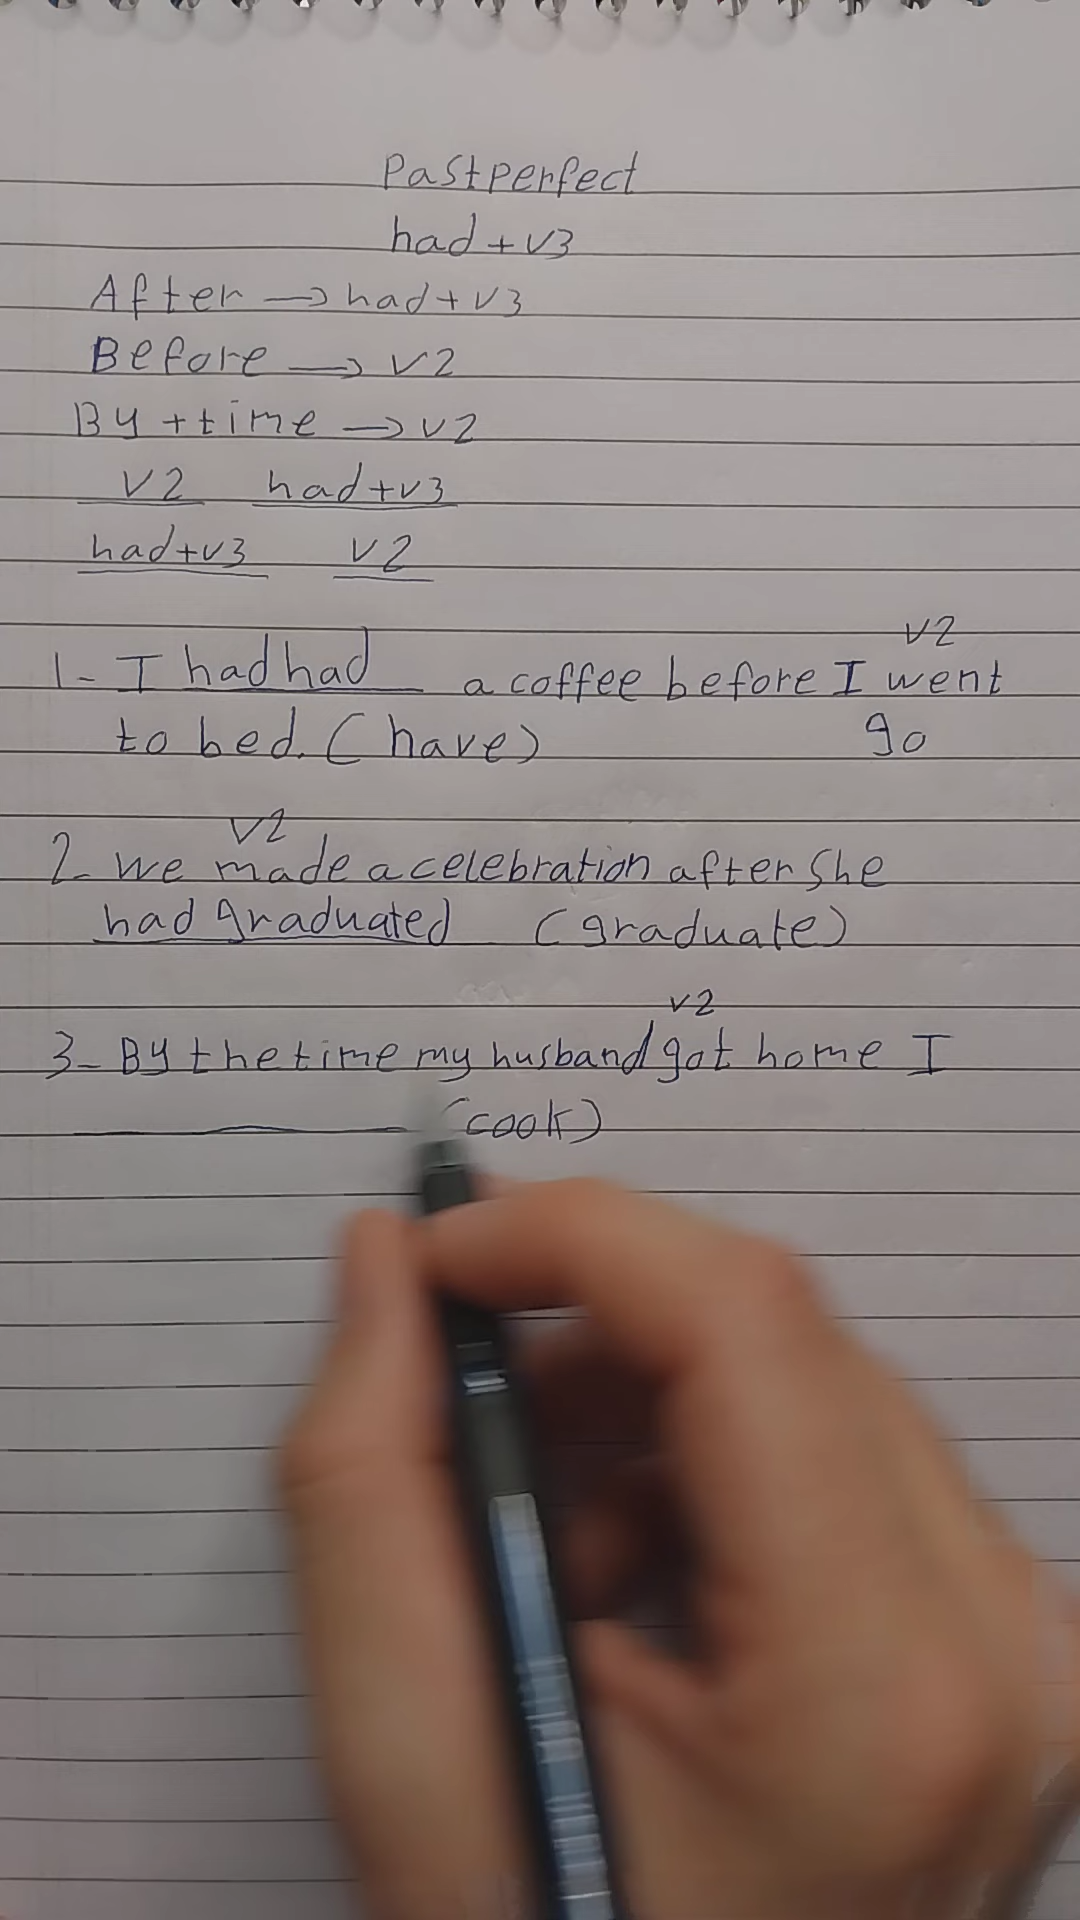 Past perfect
had + v3
After → had + v3
Before → v2
By + time → v2
v2 had + v3
had + v3 v2
v2
1- I had had a coffee before I went
to bed. (have) go
v2
2- we made a celebration after she
had graduated (graduate)
v2
3- By the time my husband got home I
(cook)